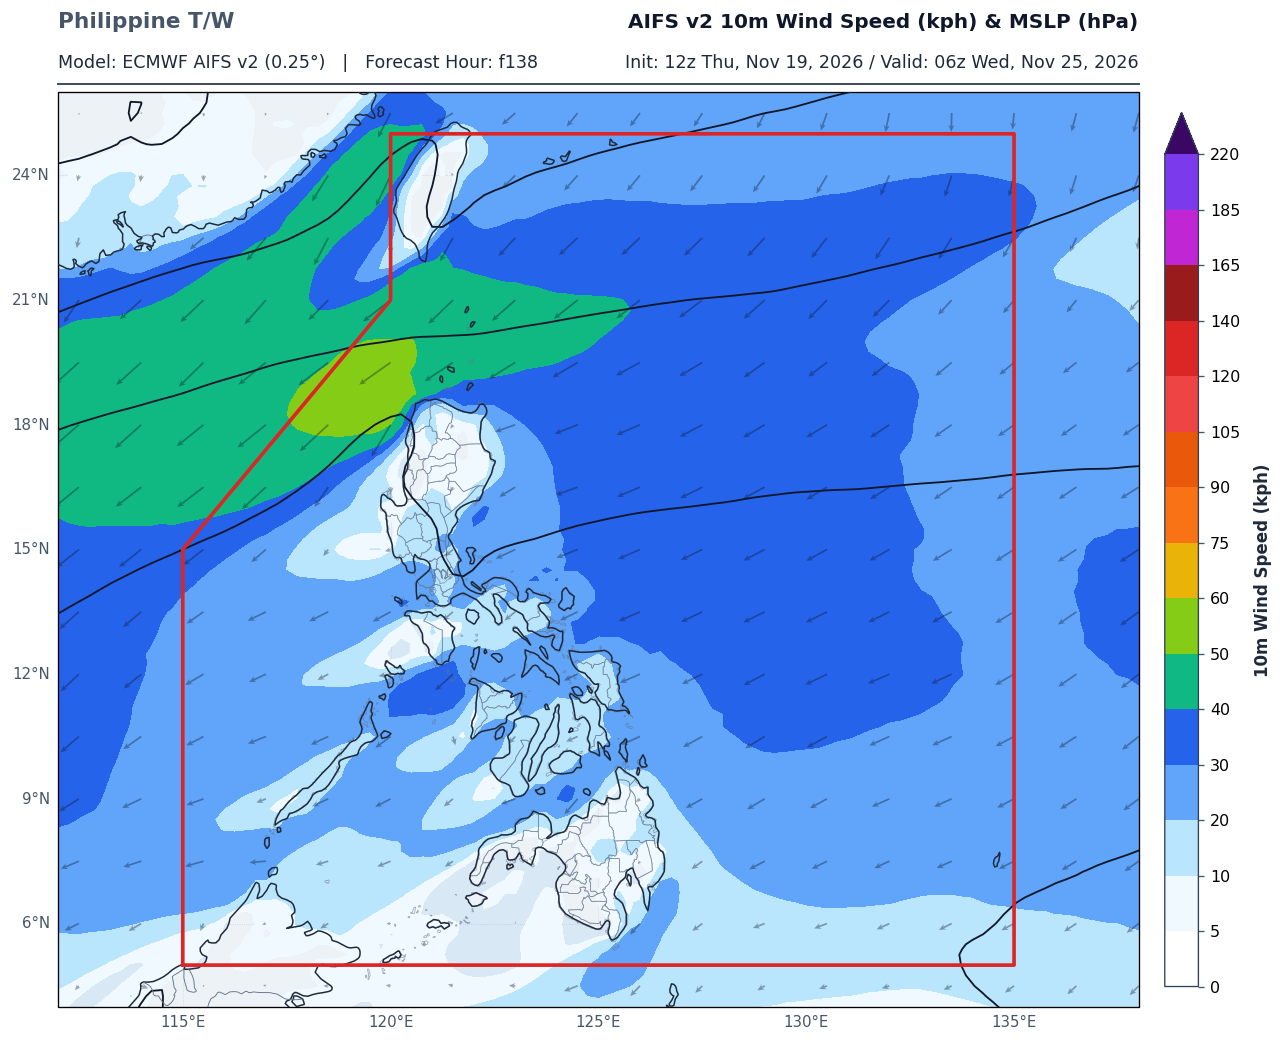 Philippine T/W
AIFS v2 10m Wind Speed (kph) & MSLP (hPa)
Model: ECMWF AIFS v2 (0.25°) | Forecast Hour: f138
Init: 12z Thu, Nov 19, 2026 / Valid: 06z Wed, Nov 25, 2026
24°N
21°N
18°N
15°N
12°N
9°N
6°N
115°E
120°E
125°E
130°E
135°E
220
185
165
140
120
105
90
75
60
50
40
30
20
10
5
0
10m Wind Speed (kph)